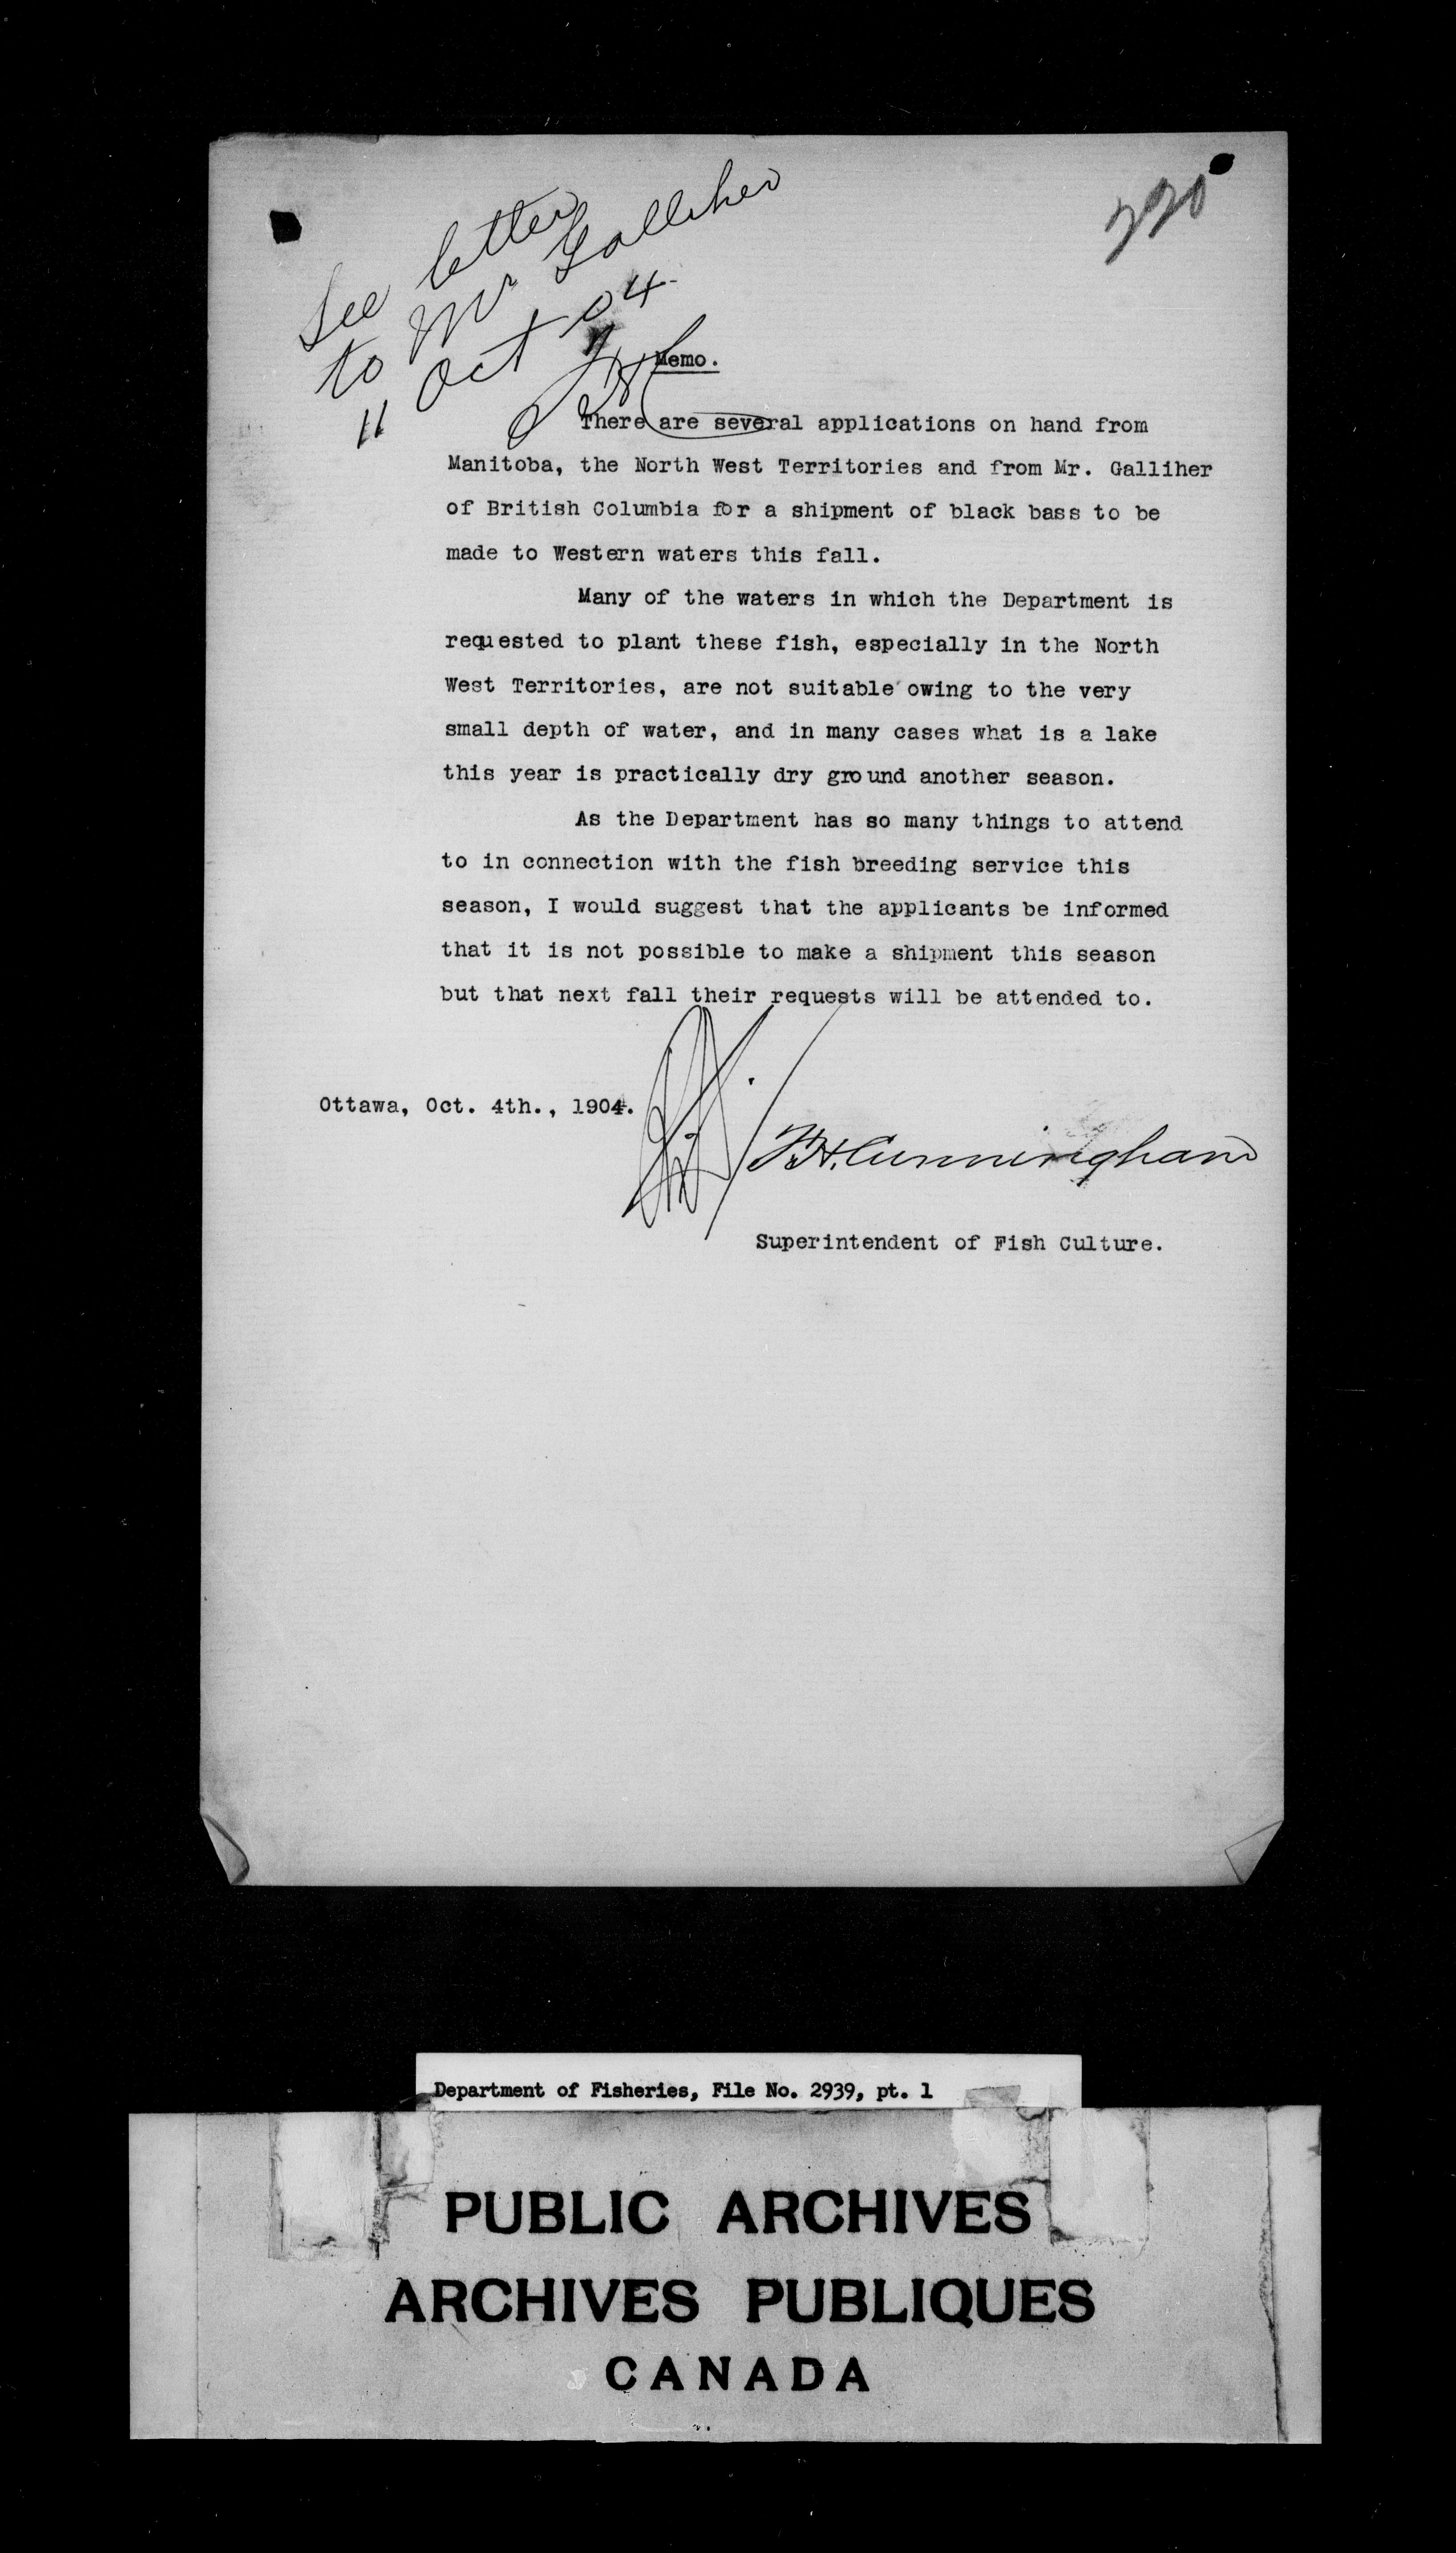 220
See letter
to Mr Galliher
11 Oct 04
Memo.
There are several applications on hand from
Manitoba, the North West Territories and from Mr. Galliher
of British Columbia for a shipment of black bass to be
made to Western waters this fall.
Many of the waters in which the Department is
requested to plant these fish, especially in the North
West Territories, are not suitable owing to the very
small depth of water, and in many cases what is a lake
this year is practically dry ground another season.
As the Department has so many things to attend
to in connection with the fish breeding service this
season, I would suggest that the applicants be informed
that it is not possible to make a shipment this season
but that next fall their requests will be attended to.
Ottawa, Oct. 4th., 1904.
F.H. Cunningham
Superintendent of Fish Culture.
Department of Fisheries, File No. 2939, pt. 1
PUBLIC ARCHIVES
ARCHIVES PUBLIQUES
CANADA